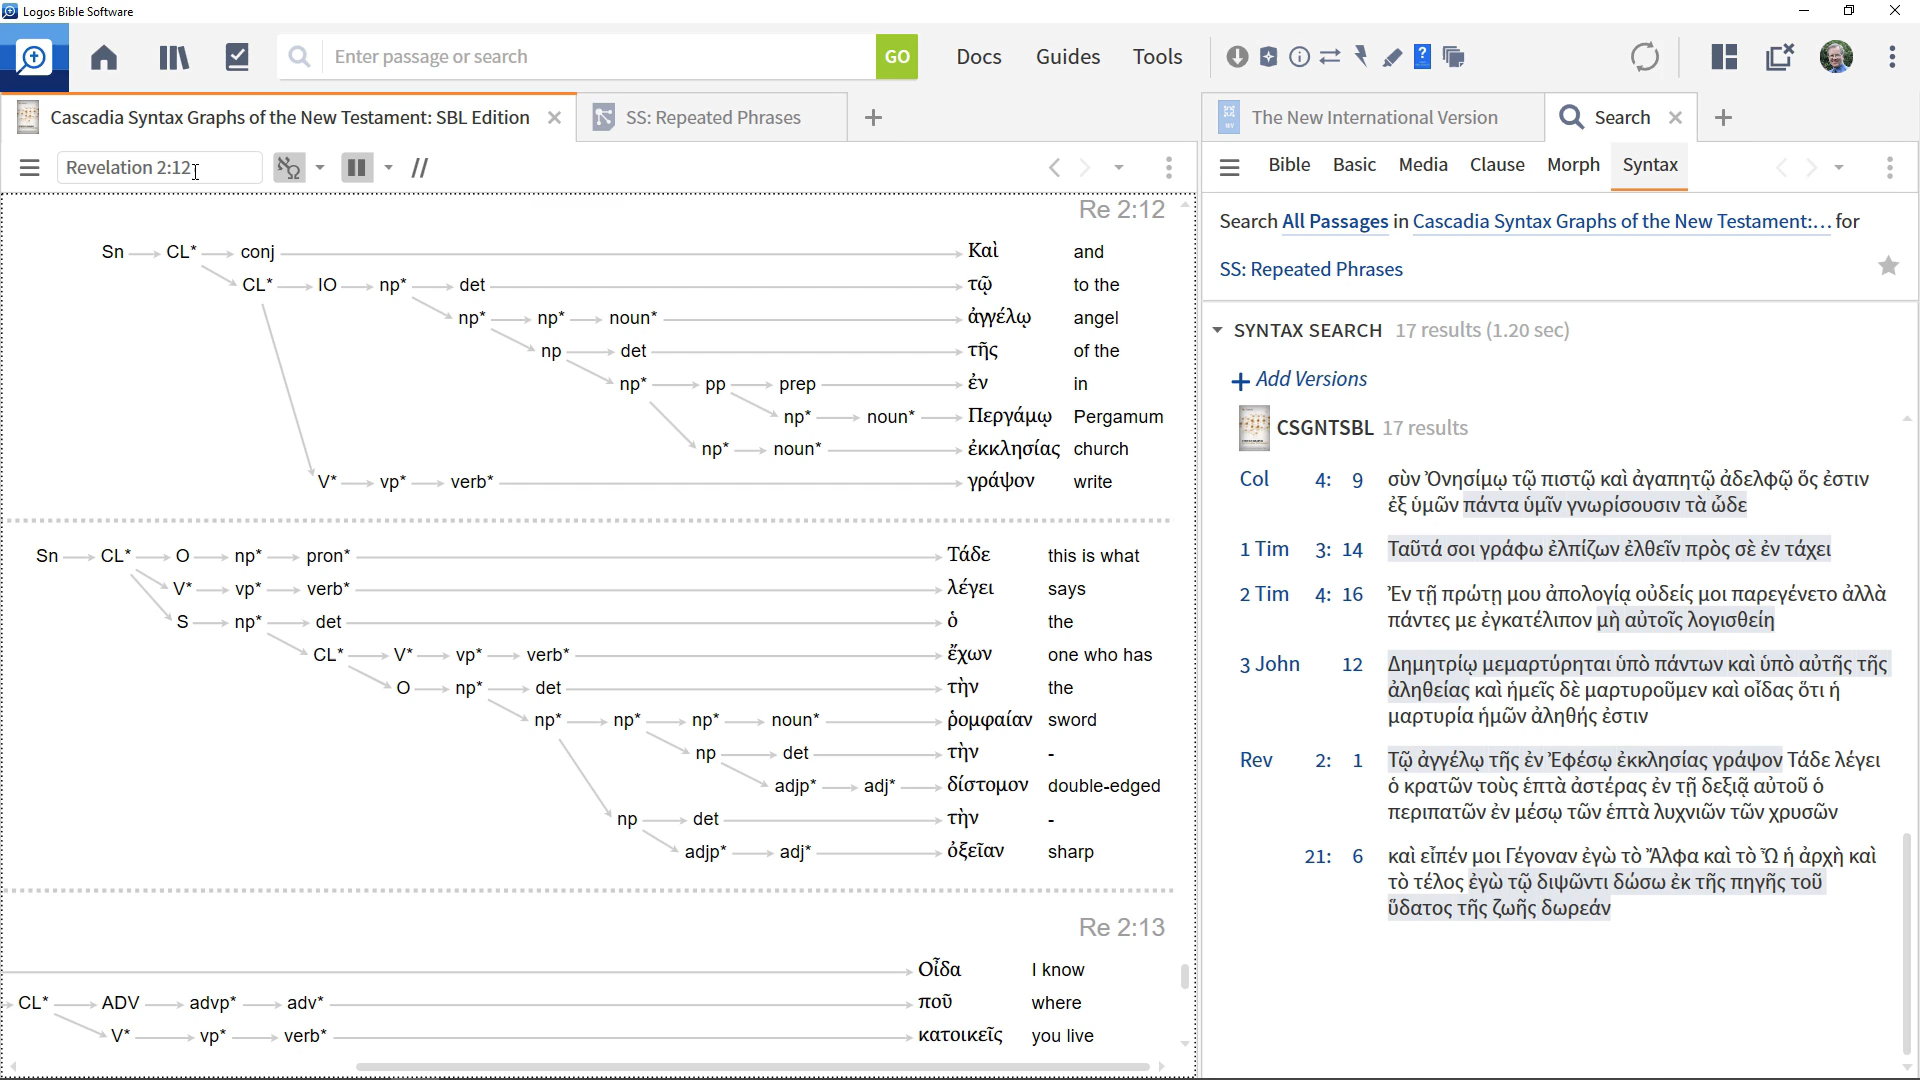 Logos Bible Software
Enter passage or search
GO
Docs
Guides
Tools
Cascadia Syntax Graphs of the New Testament: SBL Edition
SS: Repeated Phrases
Revelation 2:12
Re 2:12
Sn CL* conj Καὶ and
CL* IO np* det τῷ to the
np* np* noun* ἀγγέλῳ angel
np det τῆς of the
np* pp prep ἐν in
np* noun* Περγάμῳ Pergamum
np* noun* ἐκκλησίας church
V* vp* verb* γράψον write
Sn CL* O np* pron* Τάδε this is what
V* vp* verb* λέγει says
S np* det ὁ the
CL* V* vp* verb* ἔχων one who has
O np* det τὴν the
np* np* np* noun* ῥομφαίαν sword
np det τὴν -
adjp* adj* δίστομον double-edged
np det τὴν -
adjp* adj* ὀξεῖαν sharp
Re 2:13
Οἶδα I know
CL* ADV advp* adv* ποῦ where
V* vp* verb* κατοικεῖς you live
The New International Version
Search
Bible
Basic
Media
Clause
Morph
Syntax
Search All Passages in Cascadia Syntax Graphs of the New Testament:... for
SS: Repeated Phrases
SYNTAX SEARCH 17 results (1.20 sec)
Add Versions
CSGNTSBL 17 results
Col 4: 9 σὺν Ὀνησίμῳ τῷ πιστῷ καὶ ἀγαπητῷ ἀδελφῷ ὅς ἐστιν
ἐξ ὑμῶν πάντα ὑμῖν γνωρίσουσιν τὰ ὧδε
1 Tim 3: 14 Ταῦτά σοι γράφω ἐλπίζων ἐλθεῖν πρὸς σὲ ἐν τάχει
2 Tim 4: 16 Ἐν τῇ πρώτῃ μου ἀπολογίᾳ οὐδείς μοι παρεγένετο ἀλλὰ
πάντες με ἐγκατέλιπον μὴ αὐτοῖς λογισθείη
3 John 12 Δημητρίῳ μεμαρτύρηται ὑπὸ πάντων καὶ ὑπὸ αὐτῆς τῆς
ἀληθείας καὶ ἡμεῖς δὲ μαρτυροῦμεν καὶ οἶδας ὅτι ἡ
μαρτυρία ἡμῶν ἀληθής ἐστιν
Rev 2: 1 Τῷ ἀγγέλῳ τῆς ἐν Ἐφέσῳ ἐκκλησίας γράψον Τάδε λέγει
ὁ κρατῶν τοὺς ἑπτὰ ἀστέρας ἐν τῇ δεξιᾷ αὐτοῦ ὁ
περιπατῶν ἐν μέσῳ τῶν ἑπτὰ λυχνιῶν τῶν χρυσῶν
21: 6 καὶ εἶπέν μοι Γέγοναν ἐγὼ τὸ Ἄλφα καὶ τὸ Ὦ ἡ ἀρχὴ καὶ
τὸ τέλος ἐγὼ τῷ διψῶντι δώσω ἐκ τῆς πηγῆς τοῦ
ὕδατος τῆς ζωῆς δωρεάν